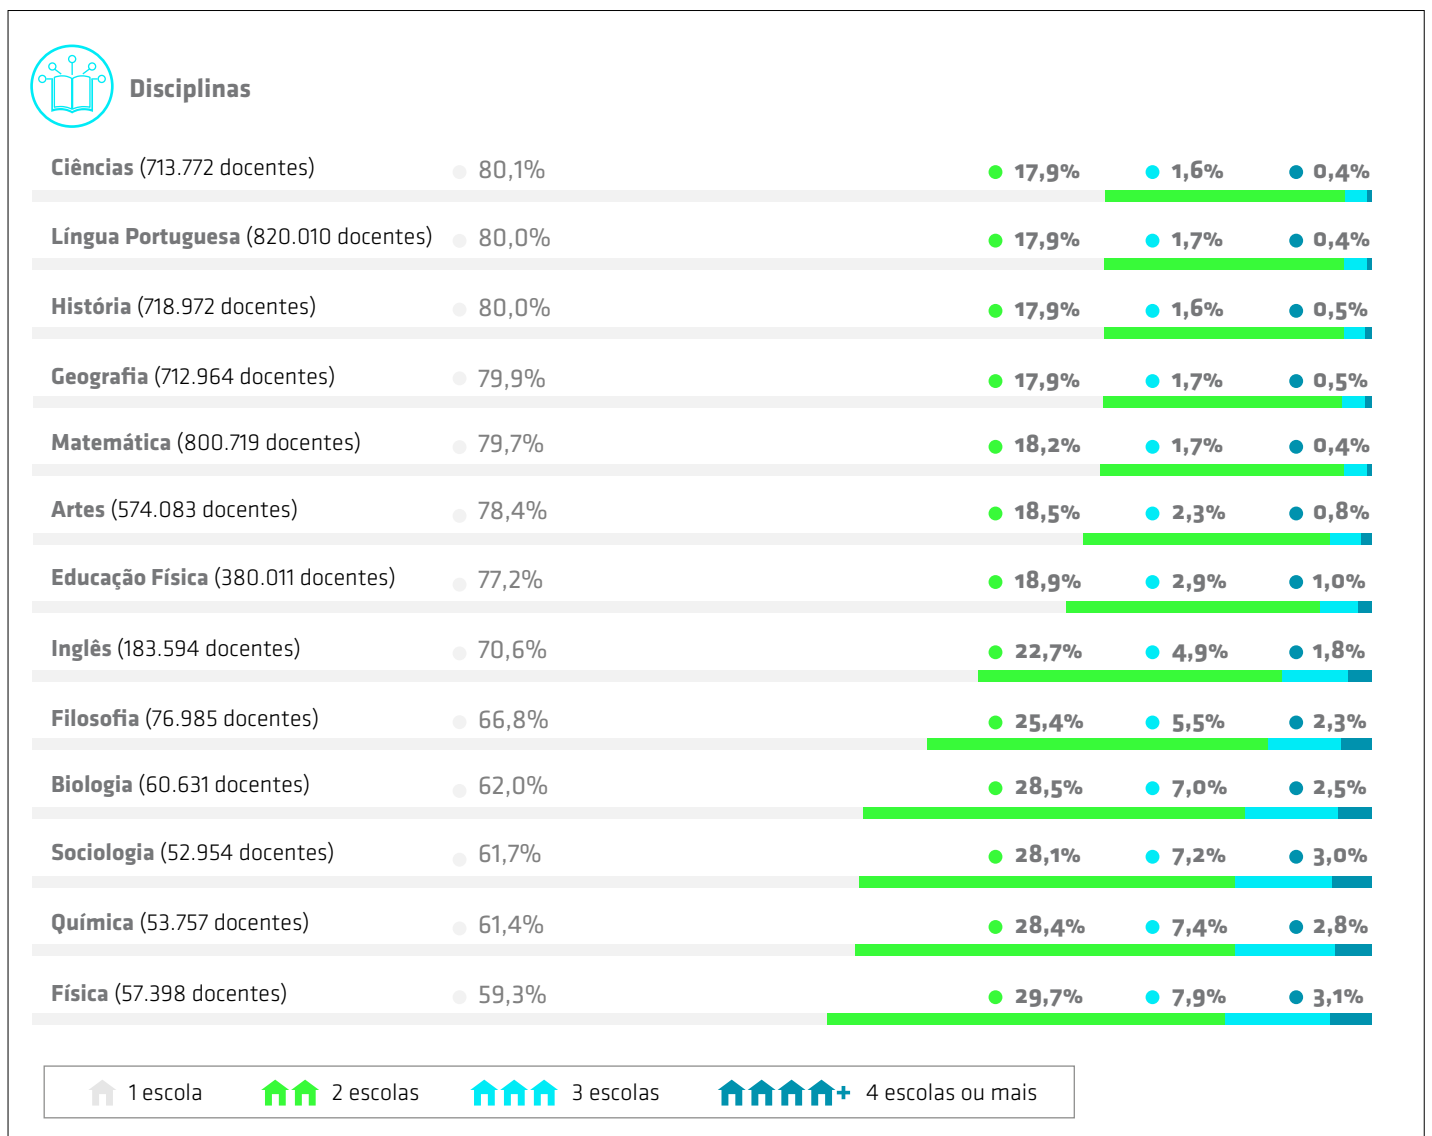 Disciplinas
Ciências (713.772 docentes) 80,1% 17,9% 1,6% 0,4%
Língua Portuguesa (820.010 docentes) 80,0% 17,9% 1,7% 0,4%
História (718.972 docentes) 80,0% 17,9% 1,6% 0,5%
Geografia (712.964 docentes) 79,9% 17,9% 1,7% 0,5%
Matemática (800.719 docentes) 79,7% 18,2% 1,7% 0,4%
Artes (574.083 docentes) 78,4% 18,5% 2,3% 0,8%
Educação Física (380.011 docentes) 77,2% 18,9% 2,9% 1,0%
Inglês (183.594 docentes) 70,6% 22,7% 4,9% 1,8%
Filosofia (76.985 docentes) 66,8% 25,4% 5,5% 2,3%
Biologia (60.631 docentes) 62,0% 28,5% 7,0% 2,5%
Sociologia (52.954 docentes) 61,7% 28,1% 7,2% 3,0%
Química (53.757 docentes) 61,4% 28,4% 7,4% 2,8%
Física (57.398 docentes) 59,3% 29,7% 7,9% 3,1%
1 escola 2 escolas 3 escolas + 4 escolas ou mais